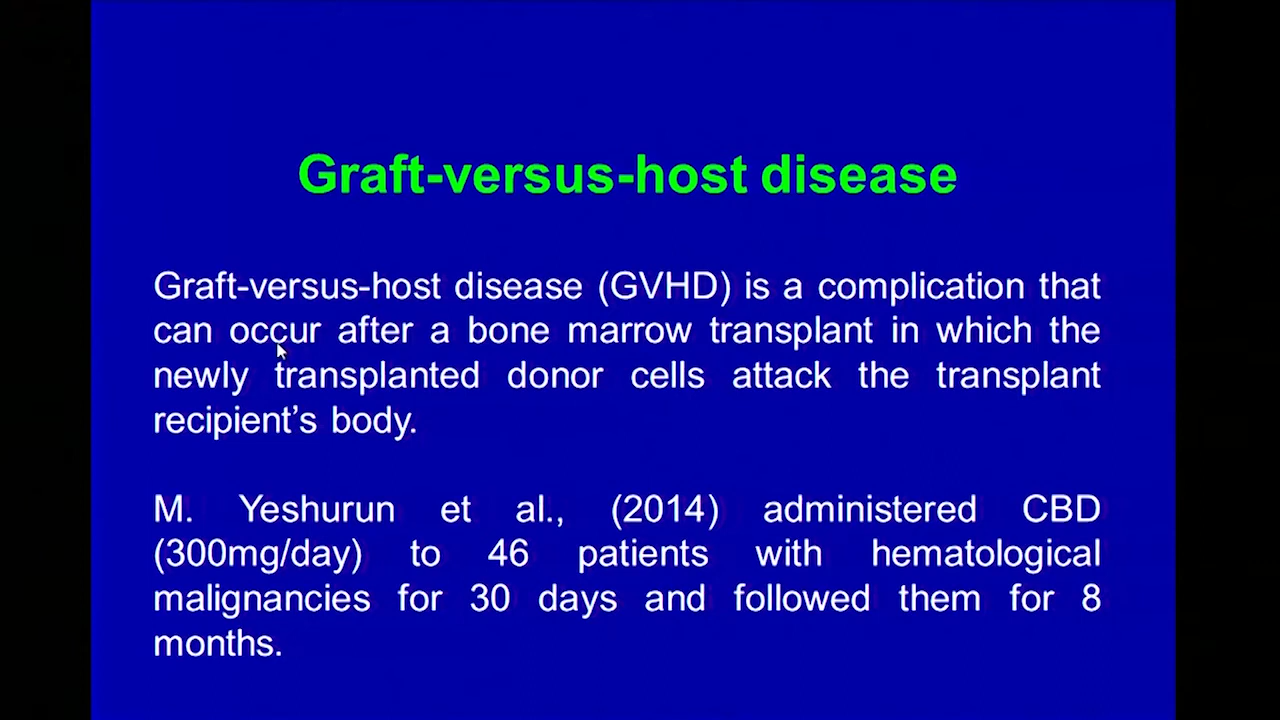 Graft-versus-host disease
Graft-versus-host disease (GVHD) is a complication that
can occur after a bone marrow transplant in which the
newly transplanted donor cells attack the transplant
recipient’s body.
M. Yeshurun et al., (2014) administered CBD
(300mg/day) to 46 patients with hematological
malignancies for 30 days and followed them for 8
months.